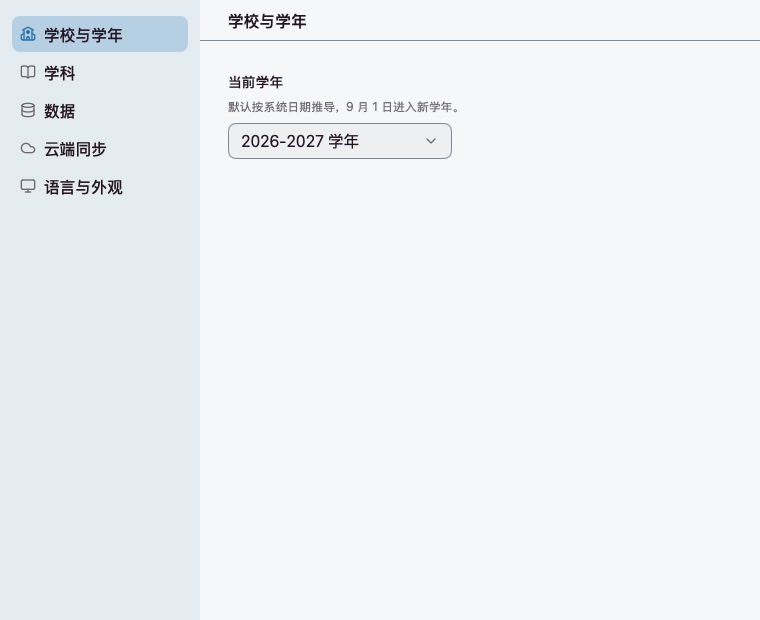 学校与学年
学科
数据
云端同步
语言与外观
学校与学年
当前学年
默认按系统日期推导，9 月 1 日进入新学年。
2026-2027 学年